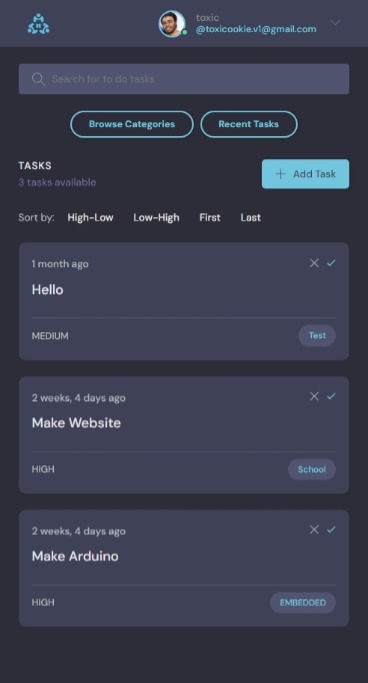 toxic
@toxicookie.v1@gmail.com
Search for to do tasks
Browse Categories Recent Tasks
TASKS
3 tasks available
Add Task
Sort by: High-Low Low-High First Last
1 month ago
Hello
MEDIUM Test
2 weeks, 4 days ago
Make Website
HIGH School
2 weeks, 4 days ago
Make Arduino
HIGH EMBEDDED